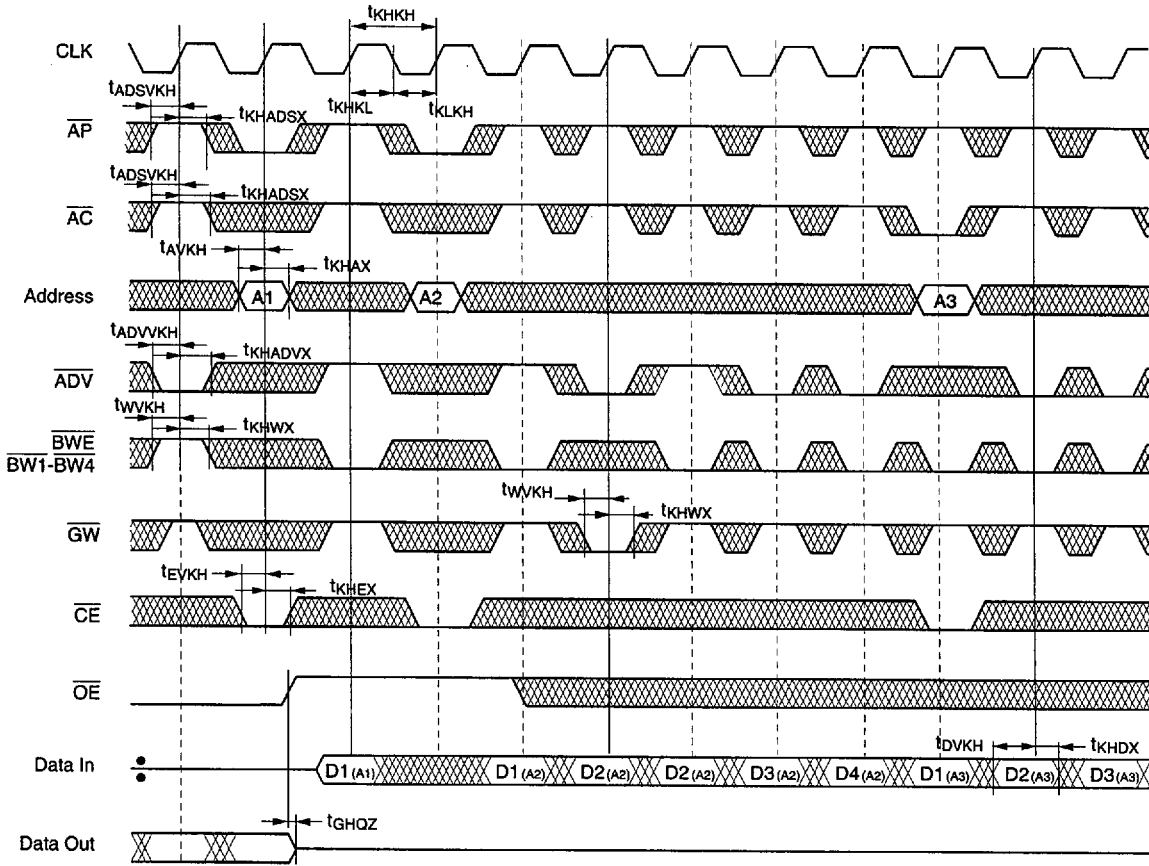 tKHKH
CLK
tADSVKH
tKHADSX
tKHKL
tKLKH
AP
tADSVKH
tKHADSX
AC
tAVKH
tKHAX
Address
A1
A2
A3
tADVVKH
tKHADVX
ADV
tWVKH
tKHWX
BWE
BW1-BW4
tWVKH
tKHWX
GW
tEVKH
tKHEX
CE
OE
tDVKH
tKHDX
Data In
D1(A1)
D1(A2)
D2(A2)
D2(A2)
D3(A2)
D4(A2)
D1(A3)
D2(A3)
D3(A3)
tGHQZ
Data Out